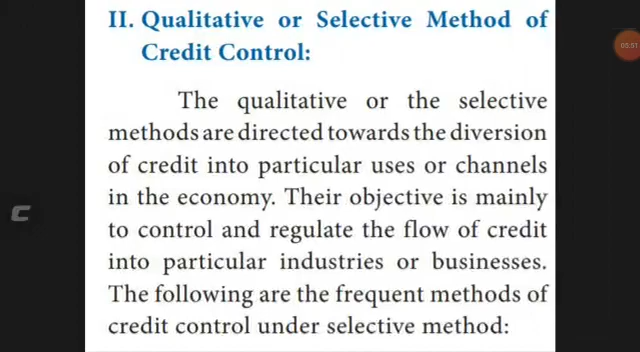 II. Qualitative or Selective Method of
Credit Control:
The qualitative or the selective
methods are directed towards the diversion
of credit into particular uses or channels
in the economy. Their objective is mainly
to control and regulate the flow of credit
into particular industries or businesses.
The following are the frequent methods of
credit control under selective method:
05:51
C